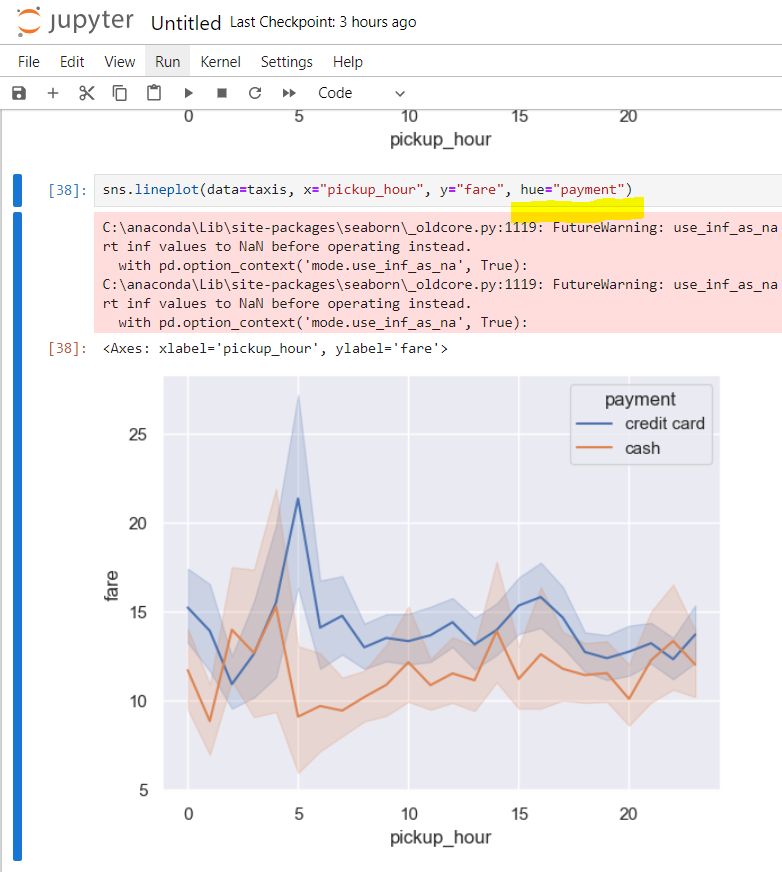 jupyter Untitled Last Checkpoint: 3 hours ago
File Edit View Run Kernel Settings Help
Code
0 5 10 15 20
pickup_hour
[38]: sns.lineplot(data=taxis, x="pickup_hour", y="fare", hue="payment")
C:\anaconda\Lib\site-packages\seaborn\_oldcore.py:1119: FutureWarning: use_inf_as_na
rt inf values to NaN before operating instead.
with pd.option_context('mode.use_inf_as_na', True):
C:\anaconda\Lib\site-packages\seaborn\_oldcore.py:1119: FutureWarning: use_inf_as_na
rt inf values to NaN before operating instead.
with pd.option_context('mode.use_inf_as_na', True):
[38]: <Axes: xlabel='pickup_hour', ylabel='fare'>
payment
credit card
cash
25
20
15
10
5
fare
0 5 10 15 20
pickup_hour